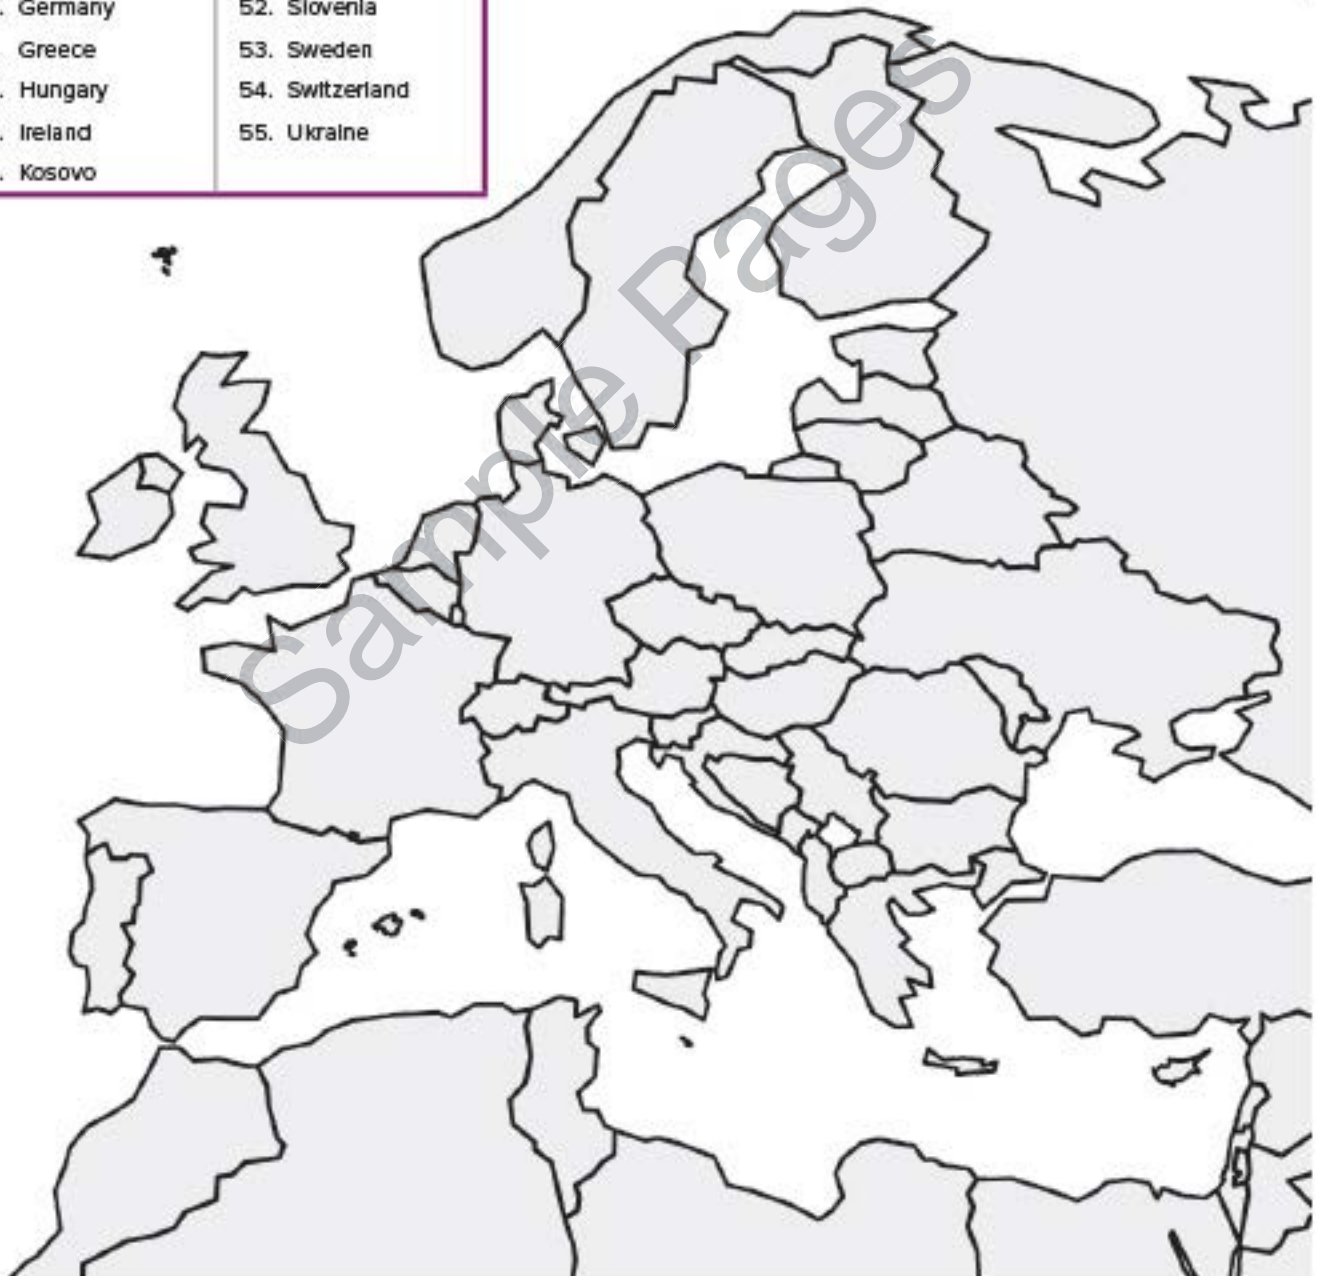 . Germany
Greece
. Hungary
. Ireland
. Kosovo
52. Slovenia
53. Sweden
54. Switzerland
55. Ukraine
Sample Pages